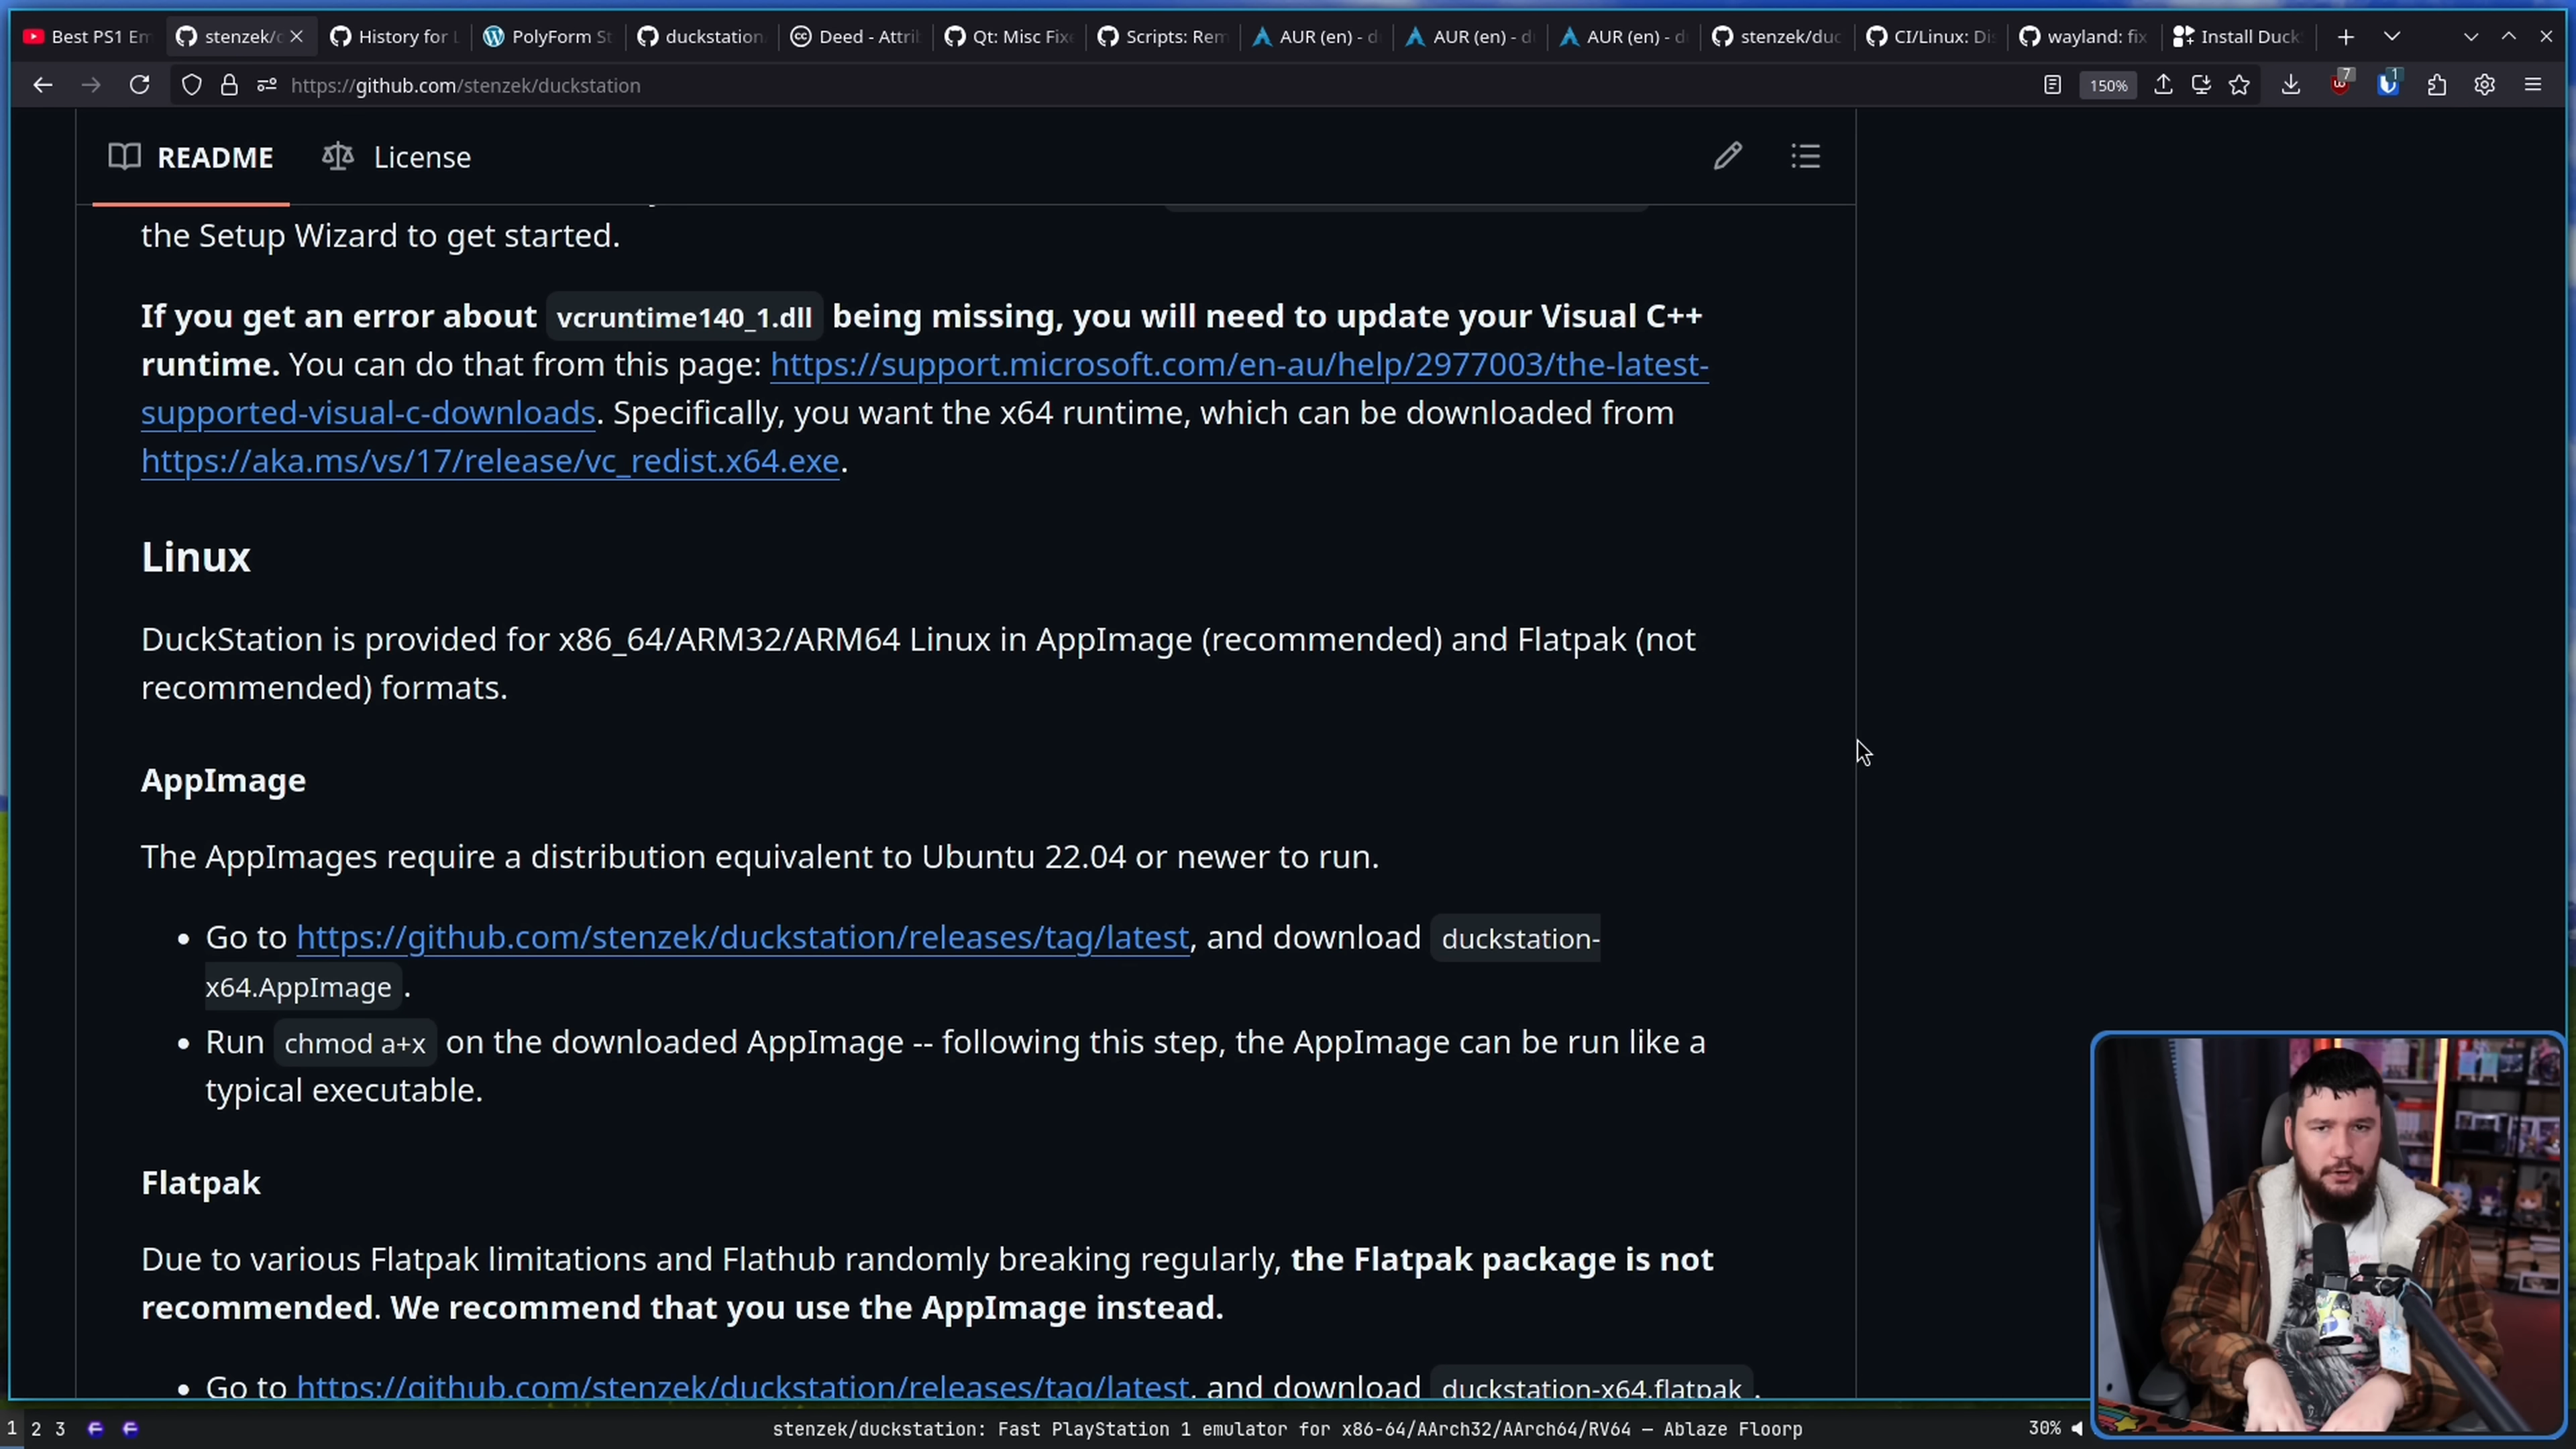 Best PS1 Em
stenzek/d
History for L
PolyForm St
duckstation
Deed - Attrib
Qt: Misc Fixe
Scripts: Rem
AUR (en) - d
AUR (en) - d
AUR (en) - d
stenzek/duc
CI/Linux: Dis
wayland: fix
Install Duck
https://github.com/stenzek/duckstation
150%
7
1
README
License
the Setup Wizard to get started.
If you get an error about vcruntime140_1.dll being missing, you will need to update your Visual C++
runtime. You can do that from this page: https://support.microsoft.com/en-au/help/2977003/the-latest-
supported-visual-c-downloads. Specifically, you want the x64 runtime, which can be downloaded from
https://aka.ms/vs/17/release/vc_redist.x64.exe.
Linux
DuckStation is provided for x86_64/ARM32/ARM64 Linux in AppImage (recommended) and Flatpak (not
recommended) formats.
AppImage
The AppImages require a distribution equivalent to Ubuntu 22.04 or newer to run.
• Go to https://github.com/stenzek/duckstation/releases/tag/latest, and download duckstation-
x64.AppImage .
• Run chmod a+x on the downloaded AppImage -- following this step, the AppImage can be run like a
typical executable.
Flatpak
Due to various Flatpak limitations and Flathub randomly breaking regularly, the Flatpak package is not
recommended. We recommend that you use the AppImage instead.
• Go to https://github.com/stenzek/duckstation/releases/tag/latest, and download duckstation-x64.flatpak .
1 2 3
stenzek/duckstation: Fast PlayStation 1 emulator for x86-64/AArch32/AArch64/RV64 — Ablaze Floorp
30%